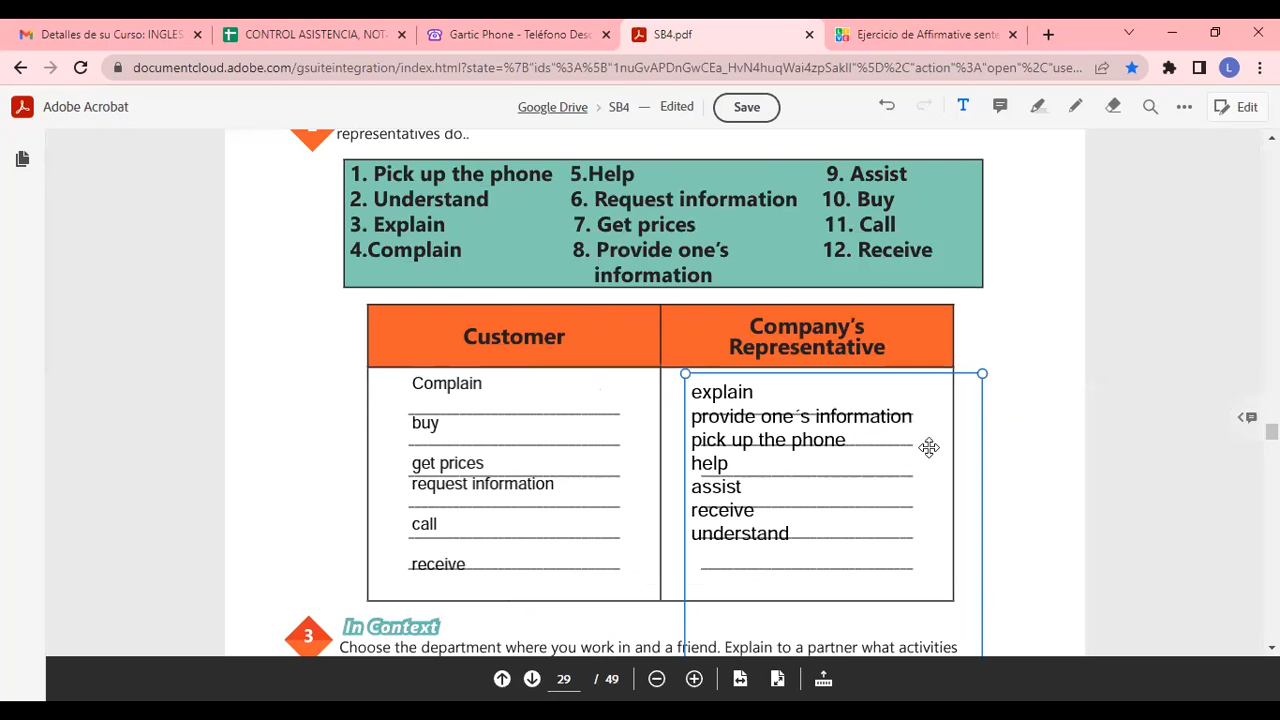 Detalles de su Curso: INGLES
CONTROL ASISTENCIA, NOT
Gartic Phone - Teléfono Des
SB4.pdf
Ejercicio de Affirmative sente
documentcloud.adobe.com/gsuiteintegration/index.html?state=%7B"ids"%3A%5B"1nuGvAPDnGwCEa_HvN4huqWai4zpSakIl"%5D%2C"action"%3A"open"%2C"use...
L
Adobe Acrobat
Google Drive > SB4 — Edited
Save
T
Edit
representatives do..
1. Pick up the phone 5.Help 9. Assist
2. Understand 6. Request information 10. Buy
3. Explain 7. Get prices 11. Call
4.Complain 8. Provide one's 12. Receive
information
Customer
Company's
Representative
Complain
buy
get prices
request information
call
receive
explain
provide one´s information
pick up the phone
help
assist
receive
understand
3 In Context
Choose the department where you work in and a friend. Explain to a partner what activities
29 / 49